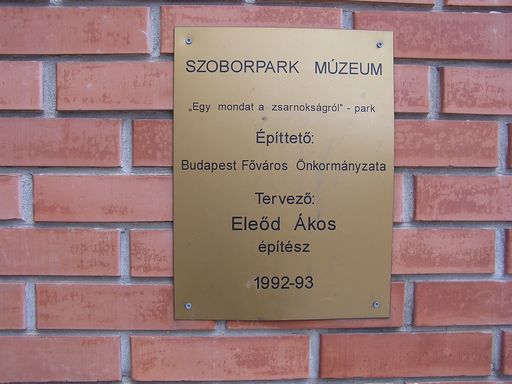 SZOBORPARK MÚZEUM
„Egy mondat a zsarnokságról" - park
Építtető:
Budapest Főváros Önkormányzata
Tervező:
Eleőd Ákos
építész
1992-93